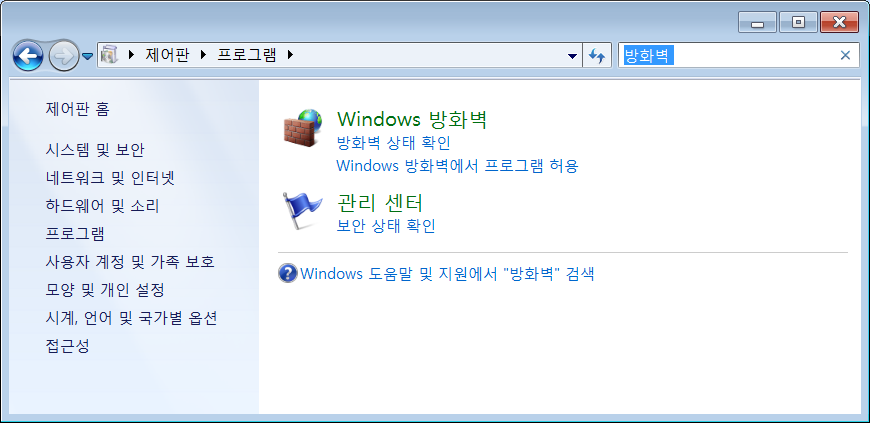 제어판 프로그램
방화벽
제어판 홈
시스템 및 보안
네트워크 및 인터넷
하드웨어 및 소리
프로그램
사용자 계정 및 가족 보호
모양 및 개인 설정
시계, 언어 및 국가별 옵션
접근성
Windows 방화벽
방화벽 상태 확인
Windows 방화벽에서 프로그램 허용
관리 센터
보안 상태 확인
Windows 도움말 및 지원에서 "방화벽" 검색